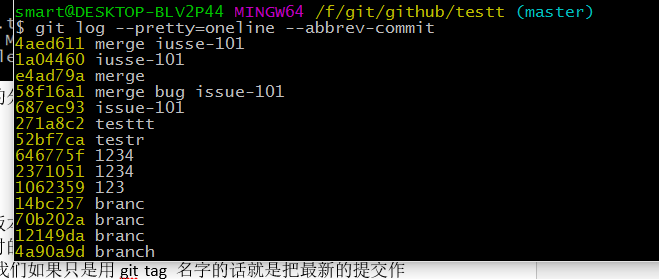 smart@DESKTOP-BLV2P44 MINGW64 /f/git/github/testt (master)
$ git log --pretty=oneline --abbrev-commit
4aed611 merge iusse-101
1a04460 iusse-101
e4ad79a merge
58f16a1 merge bug issue-101
687ec93 issue-101
271a8c2 testtt
52bf7ca testr
646775f 1234
2371051 1234
1062359 123
14bc257 branc
70b202a branc
12149da branc
4a90a9d branch
我们如果只是用 git tag 名字的话就是把最新的提交作